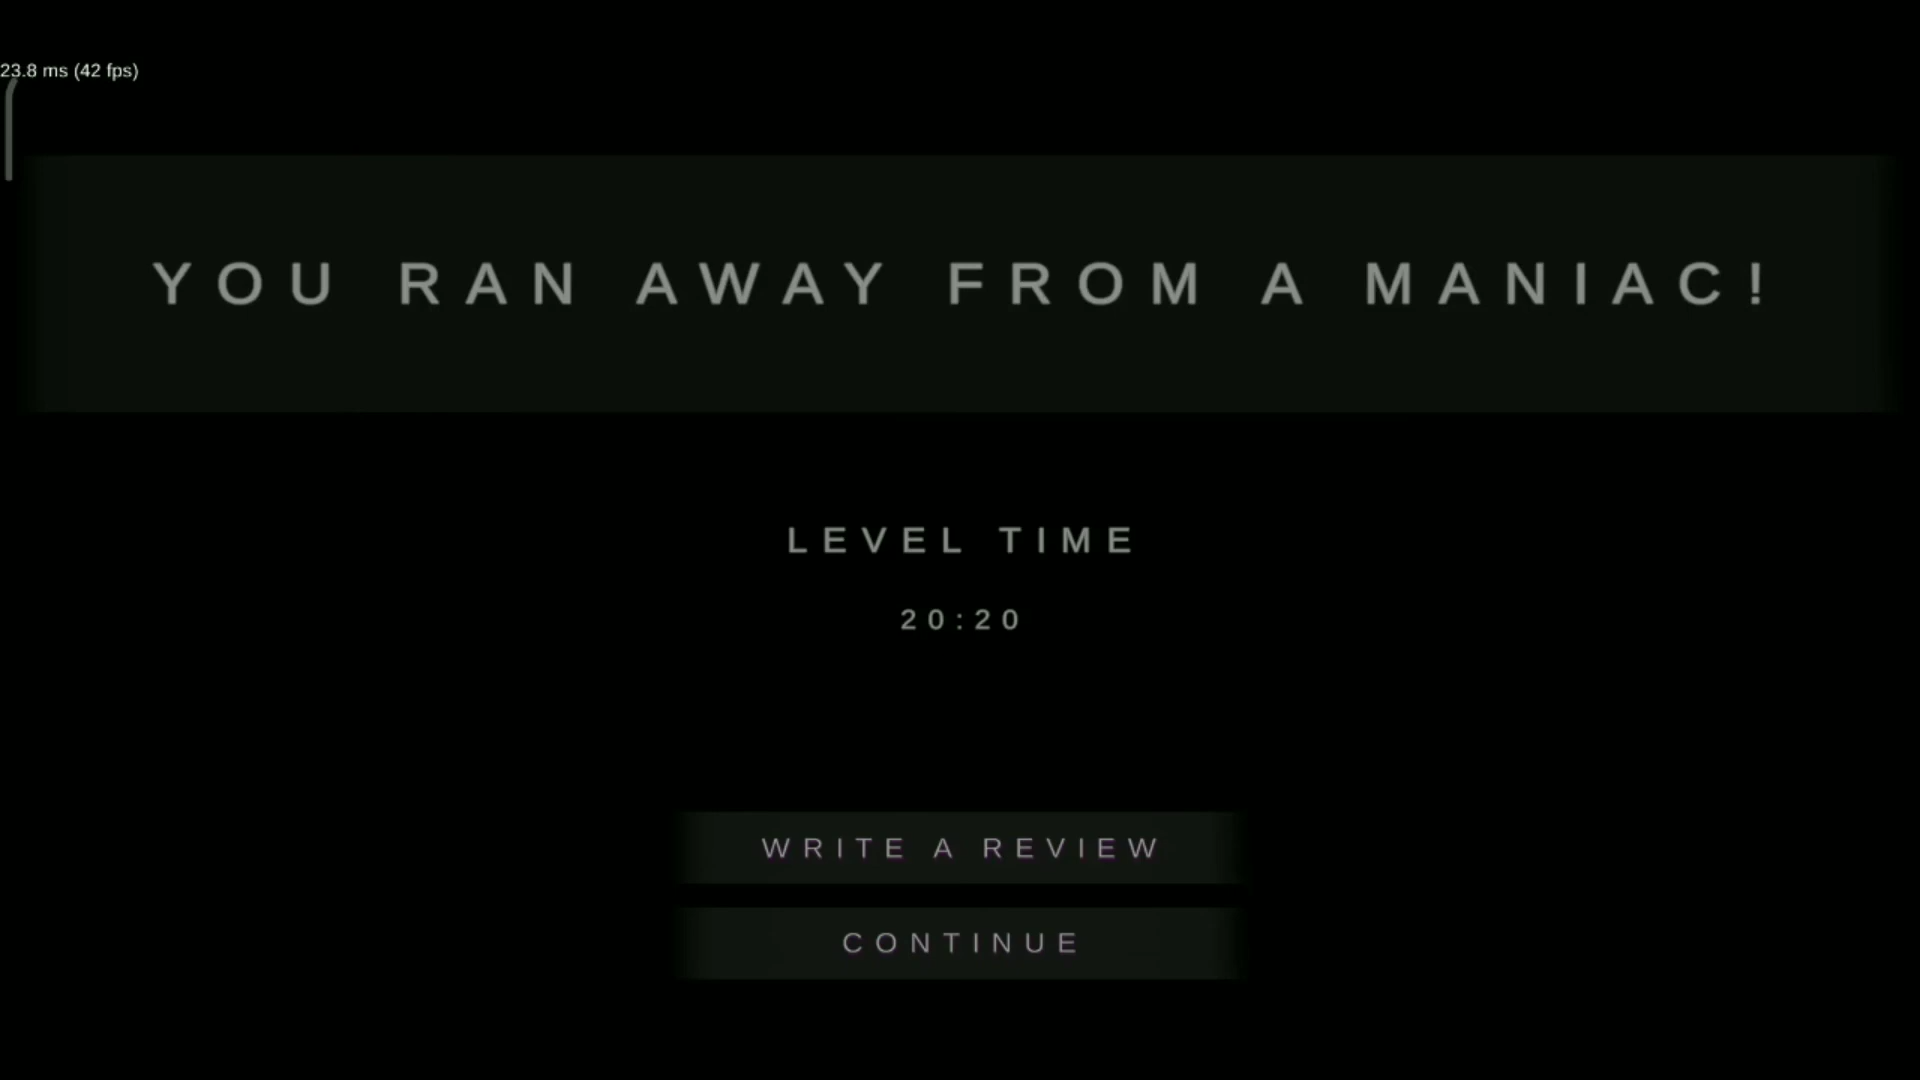 23.8 ms (42 fps)
YOU RAN AWAY FROM A MANIAC!
LEVEL TIME
20:20
WRITE A REVIEW
CONTINUE